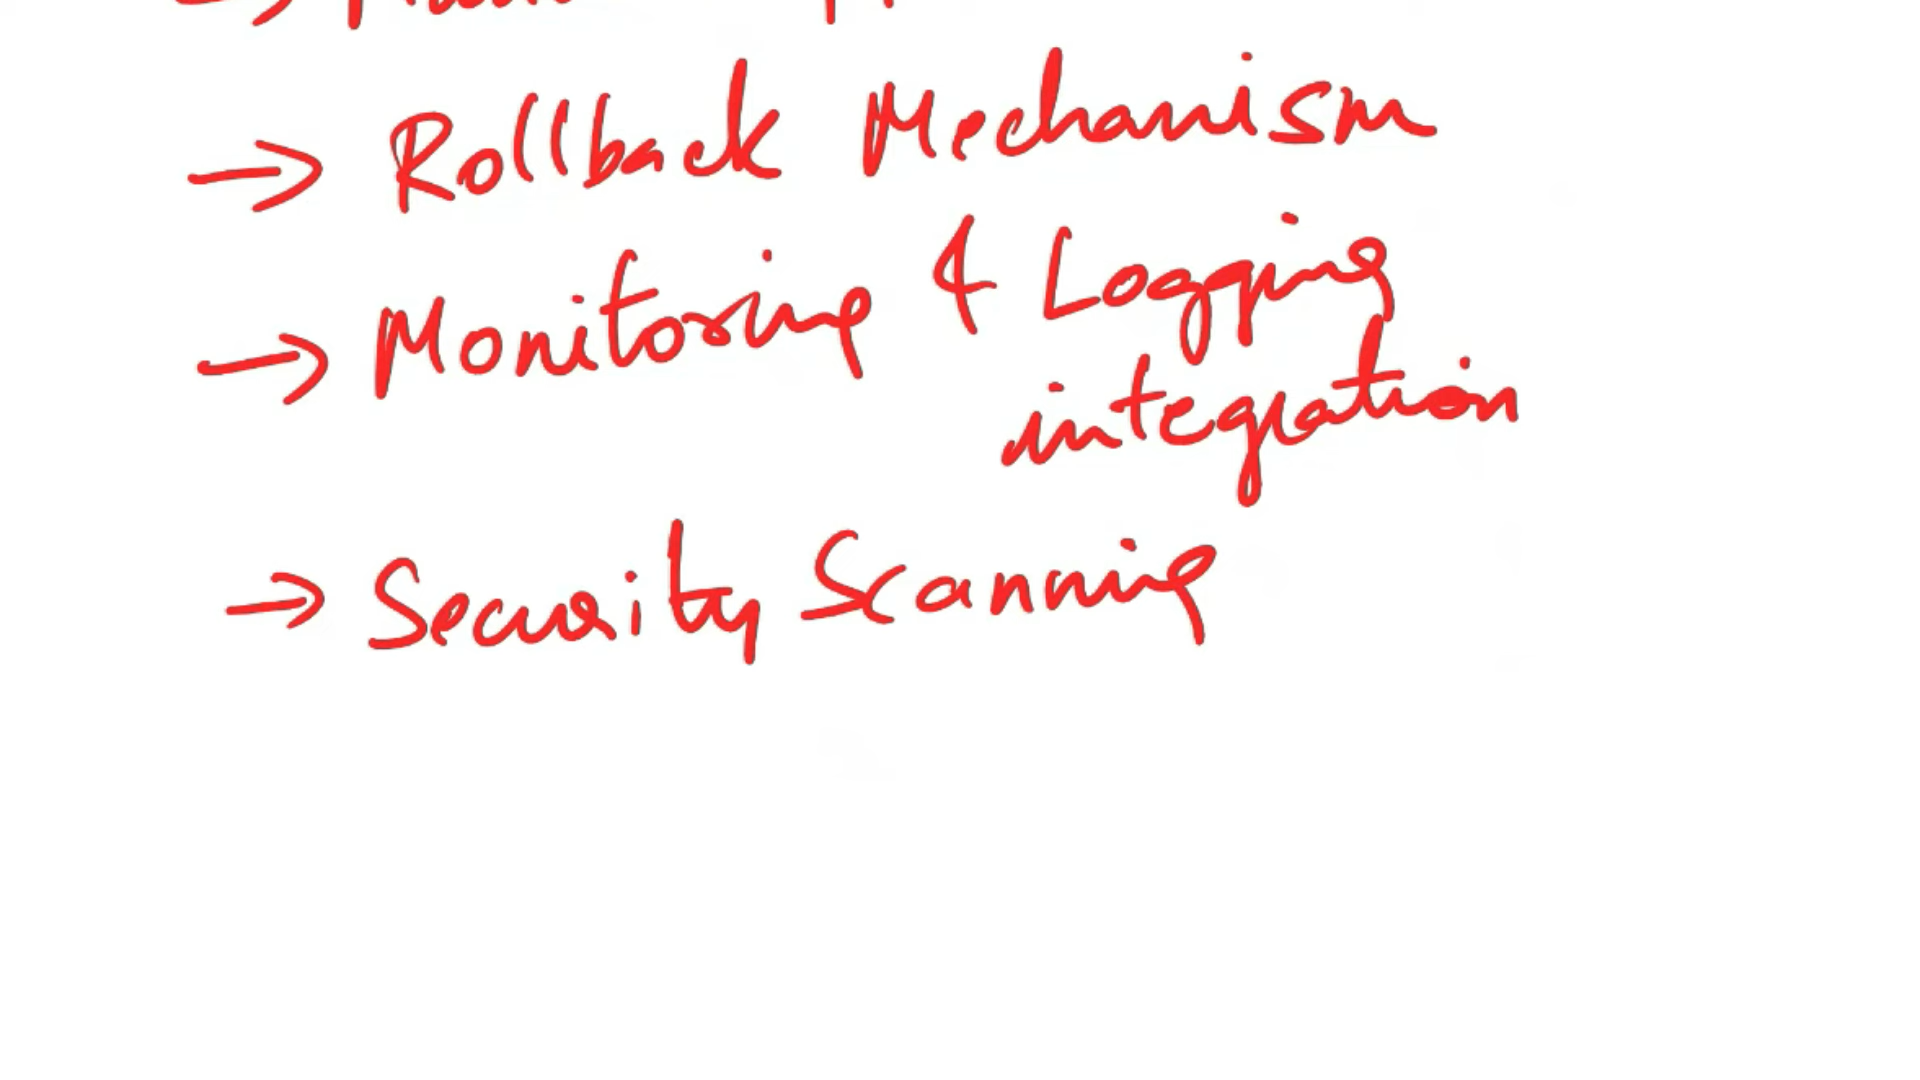 → Rollback Mechanism
→ Monitoring & Logging
integration
→ Security Scanning